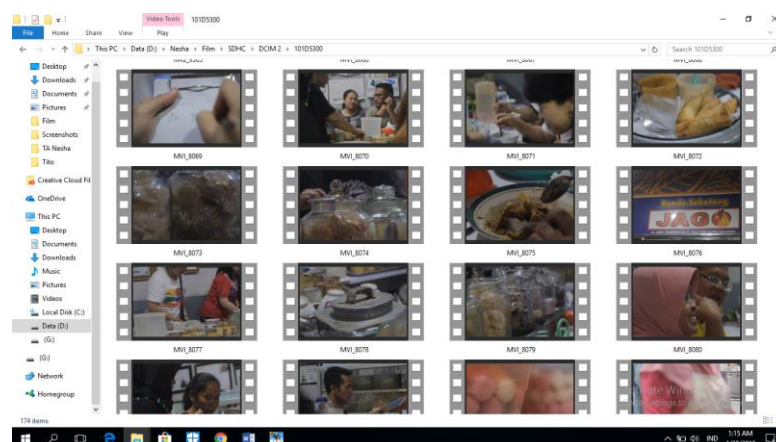 Video Tools
101D5300
File
Home
Share
View
Play
This PC
Data (D:)
Nesha
Film
SDHC
DCIM 2
101D5300
Search 101D5300
Desktop
Downloads
Documents
Pictures
Film
Screenshots
TA Nesha
Tito
Creative Cloud Fil
OneDrive
This PC
Desktop
Documents
Downloads
Music
Pictures
Videos
Local Disk (C:)
Data (D:)
(G:)
(G:)
Network
Homegroup
MVI_8069
MVI_8070
MVI_8071
MVI_8072
MVI_8073
MVI_8074
MVI_8075
MVI_8076
Ronde Sekoteng
JAGO
MVI_8077
MVI_8078
MVI_8079
MVI_8080
174 items
IND
1:15 AM